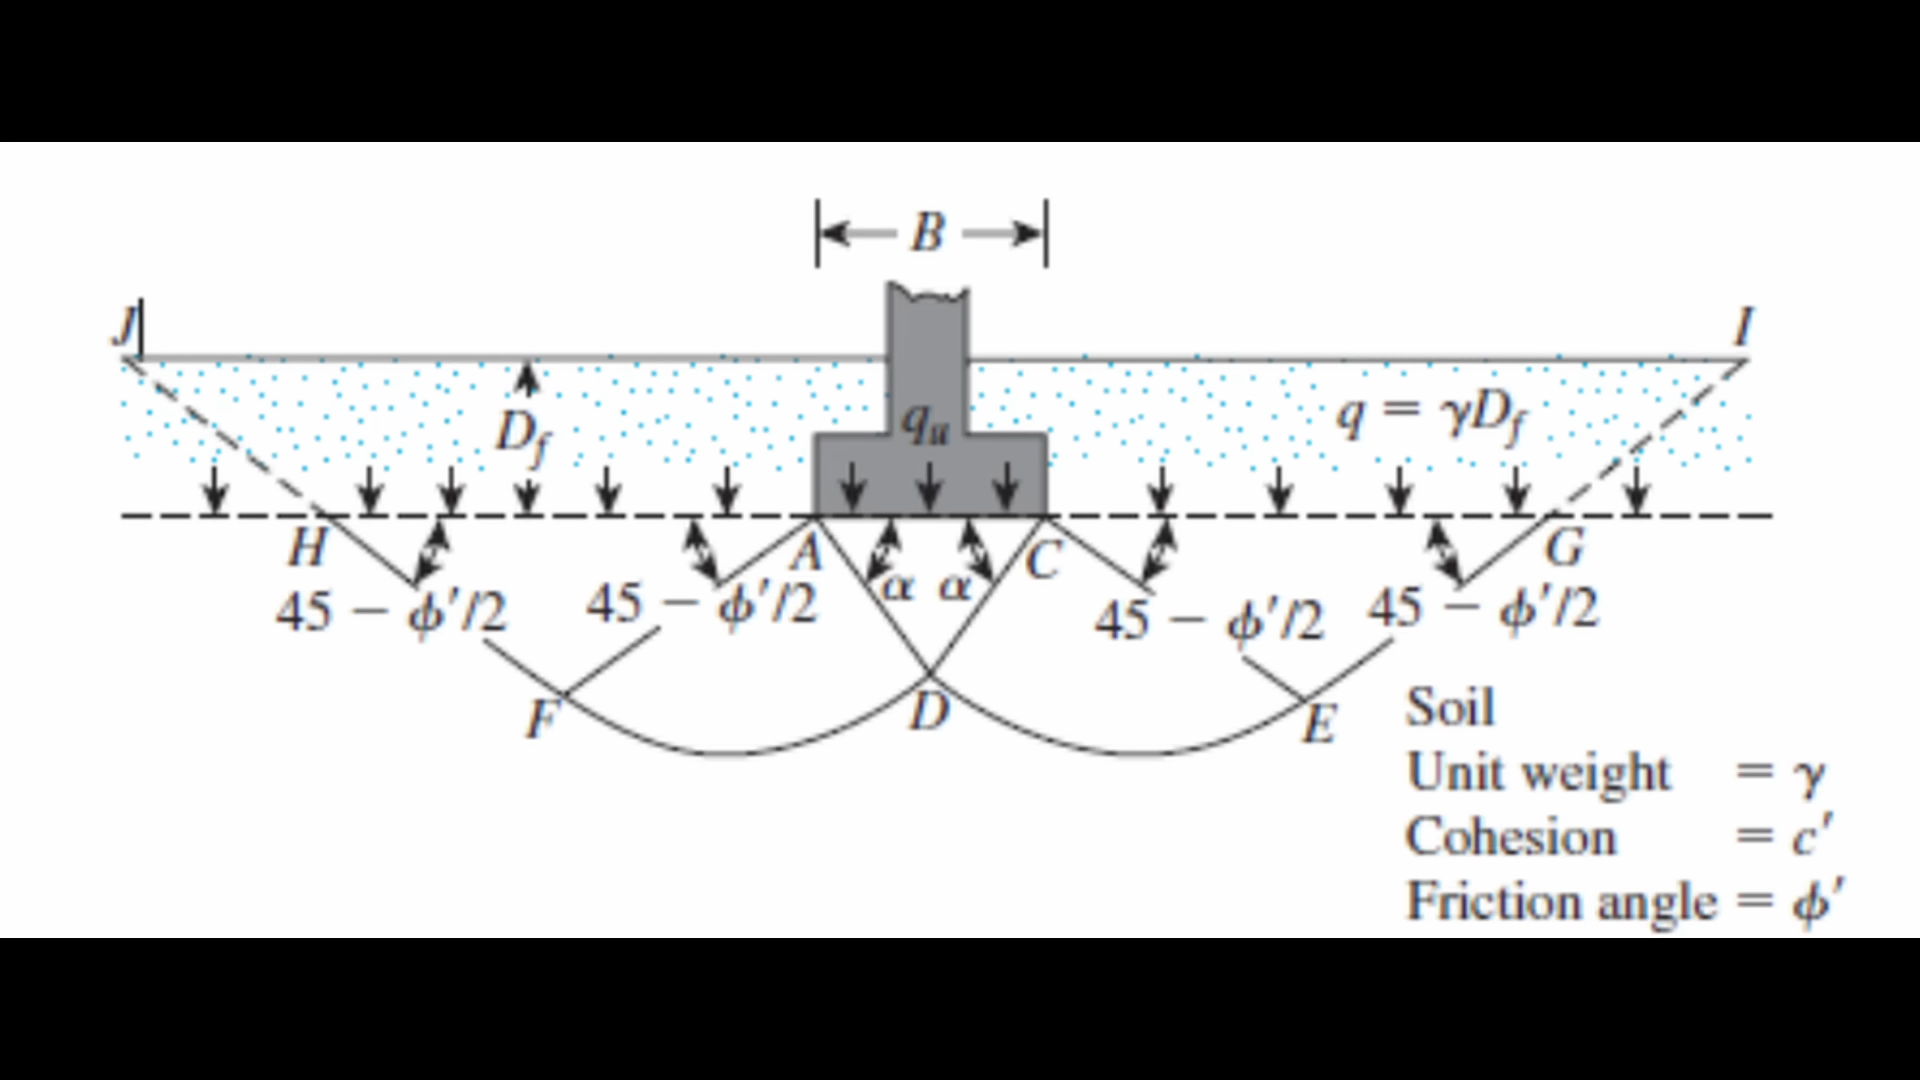 B
J
I
q = γD_f
D_f
q_u
H
A
C
G
α
α
45 − ϕ′/2
45 − ϕ′/2
45 − ϕ′/2
45 − ϕ′/2
F
D
E
Soil
Unit weight = γ
Cohesion = c′
Friction angle = ϕ′